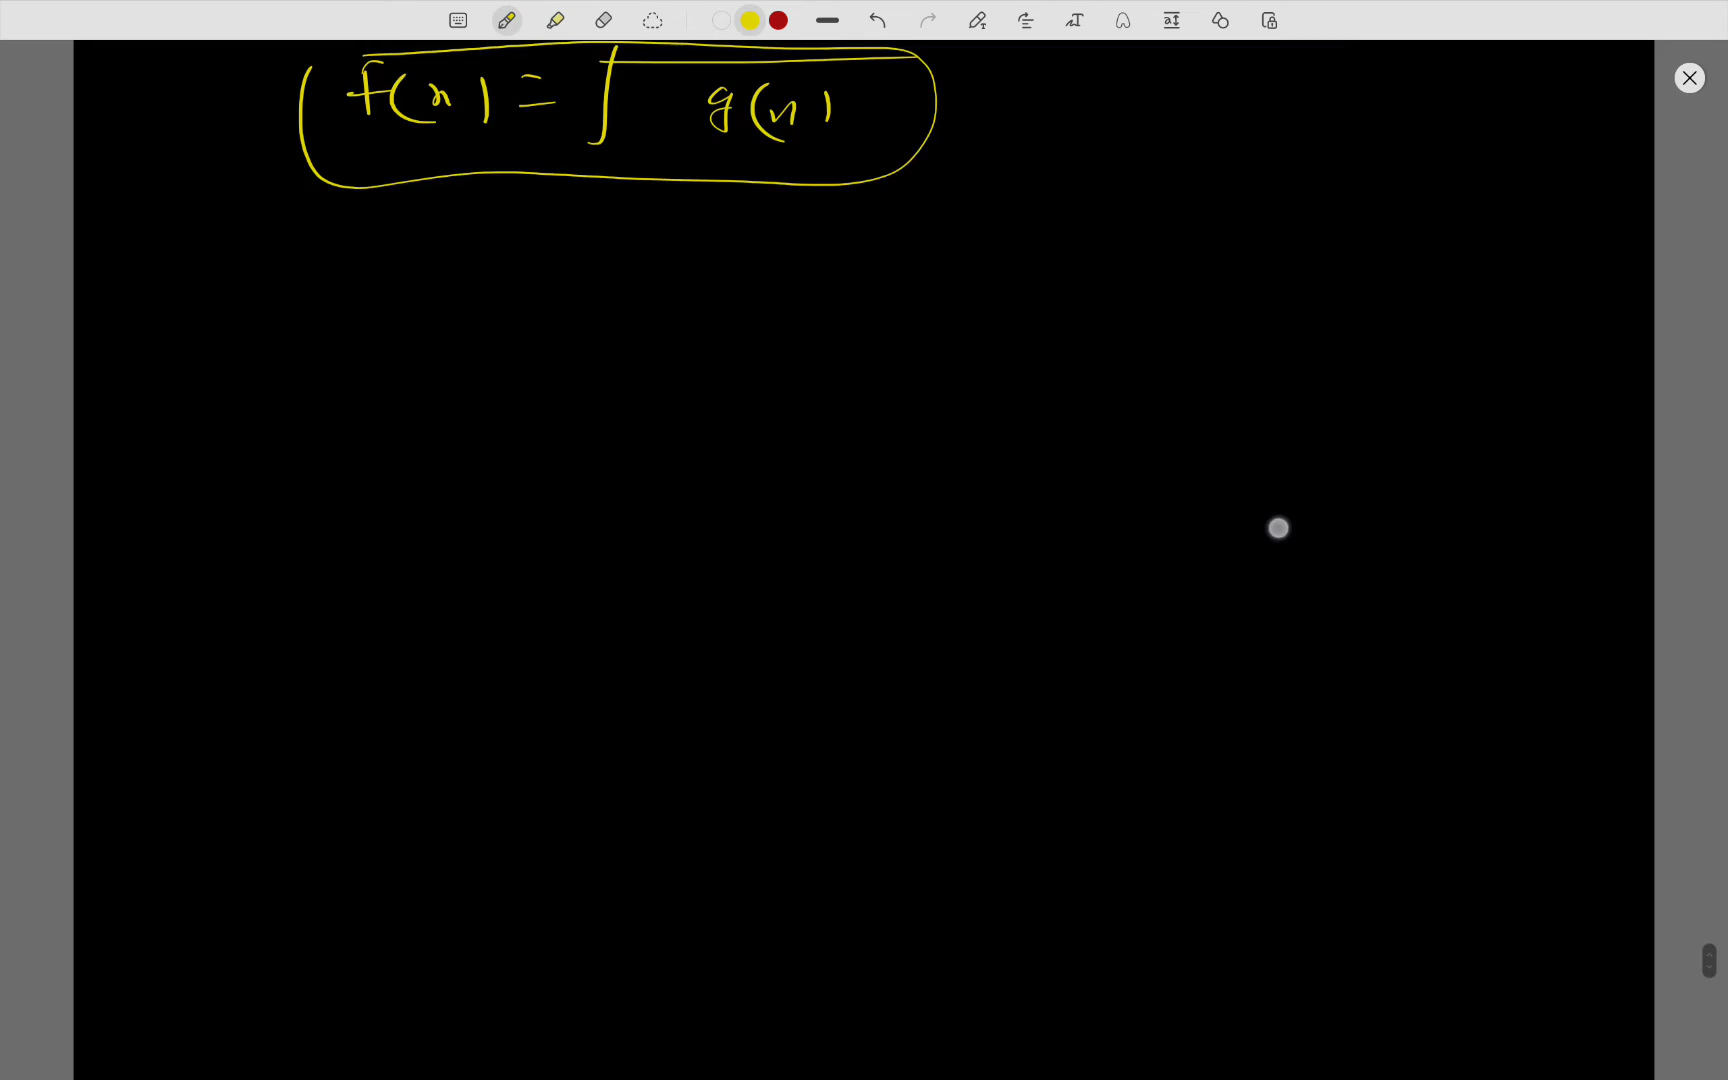 f(x) = ∫ g(x)